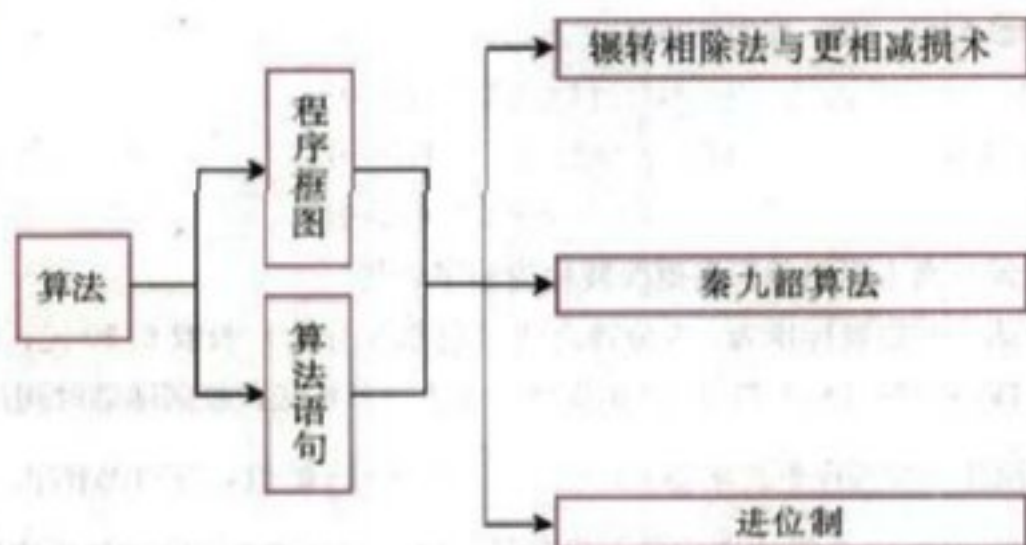 辗转相除法与更相减损术
程序框图
算法
秦九韶算法
算法语句
进位制